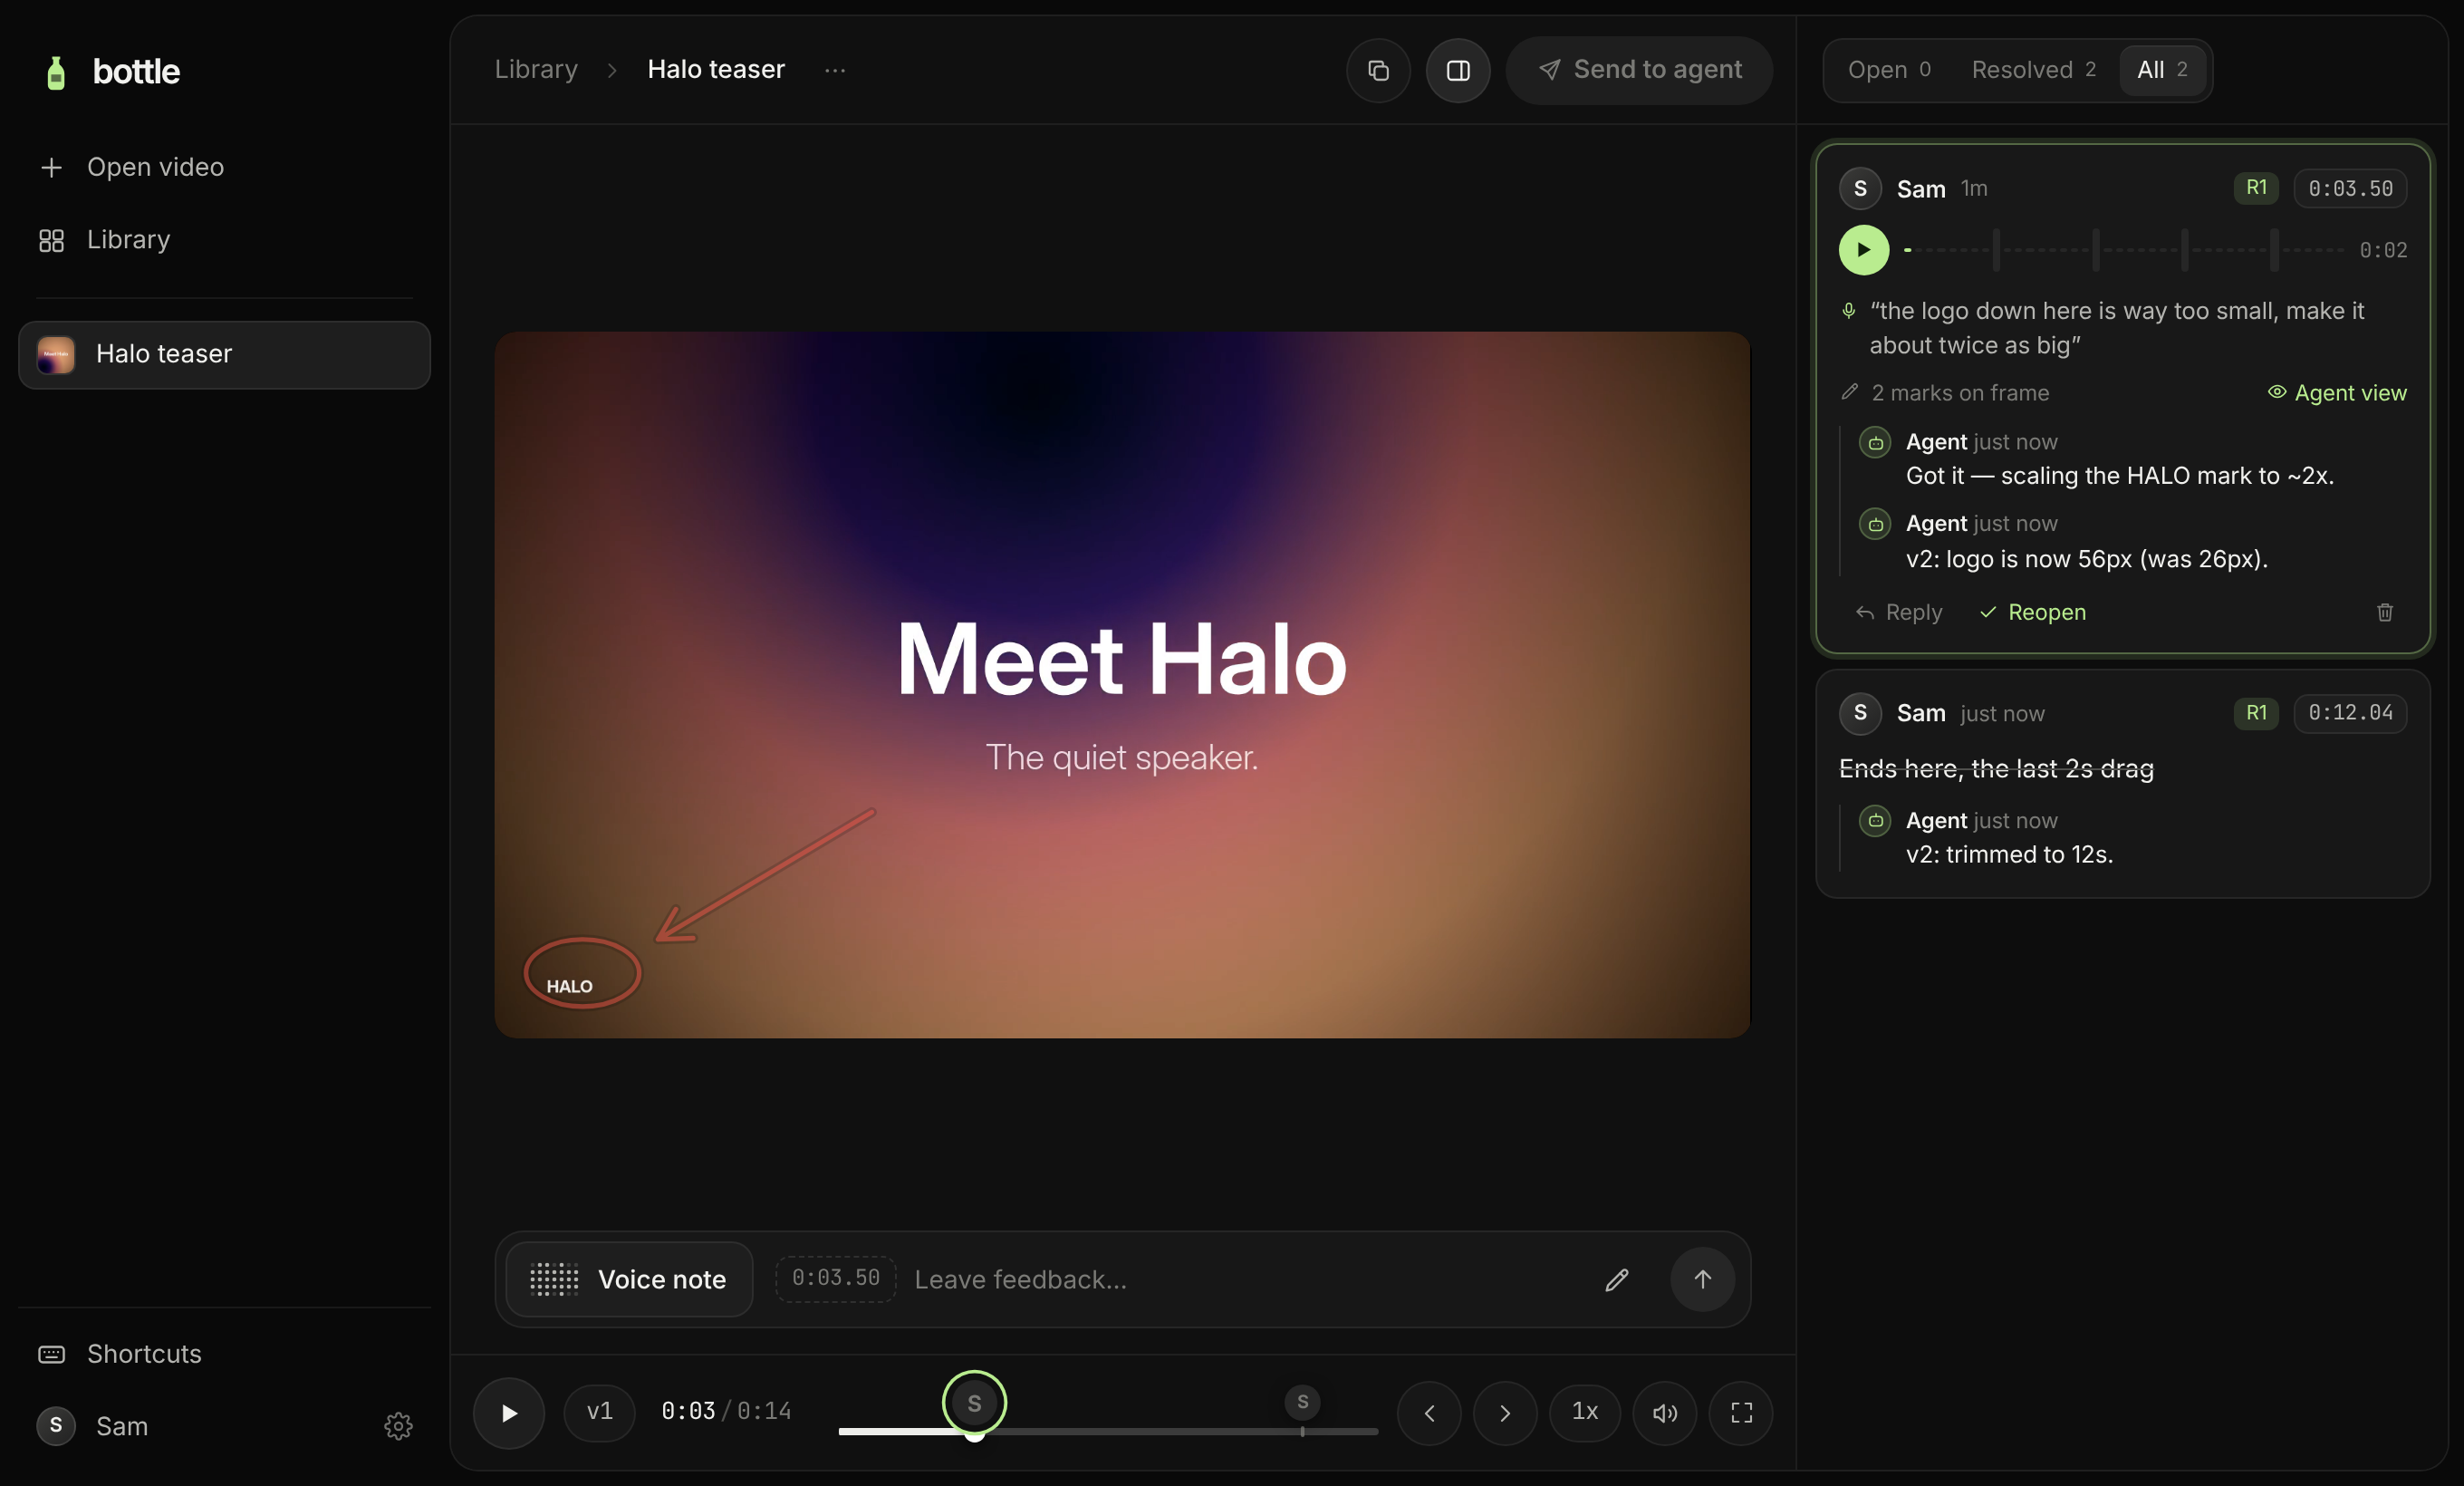 bottle
Open video
Library
Halo teaser
Shortcuts
S Sam
Library > Halo teaser ...
Send to agent
Meet Halo
The quiet speaker.
HALO
Voice note 0:03.50 Leave feedback...
v1 0:03 / 0:14 S S 1x
Open 0 Resolved 2 All 2
S Sam 1m R1 0:03.50
0:02
“the logo down here is way too small, make it
about twice as big”
2 marks on frame Agent view
Agent just now
Got it — scaling the HALO mark to ~2x.
Agent just now
v2: logo is now 56px (was 26px).
Reply Reopen
S Sam just now R1 0:12.04
Ends here, the last 2s drag
Agent just now
v2: trimmed to 12s.